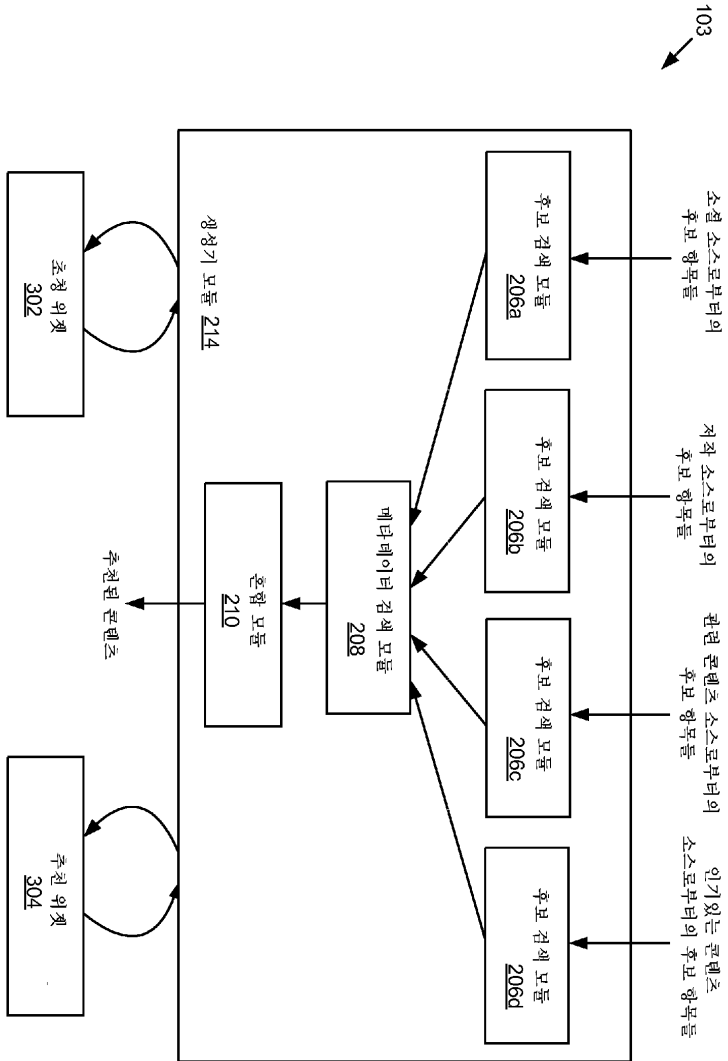 103
소셜 소스로부터의
후보 항목들
저작 소스로부터의
후보 항목들
관련 콘텐츠 소스로부터의
후보 항목들
인기있는 콘텐츠
소스로부터의 후보 항목들
후보 검색 모듈
206a
후보 검색 모듈
206b
후보 검색 모듈
206c
후보 검색 모듈
206d
메타데이터 검색 모듈
208
혼합 모듈
210
생성기 모듈 214
추천된 콘텐츠
초청 위젯
302
추천 위젯
304